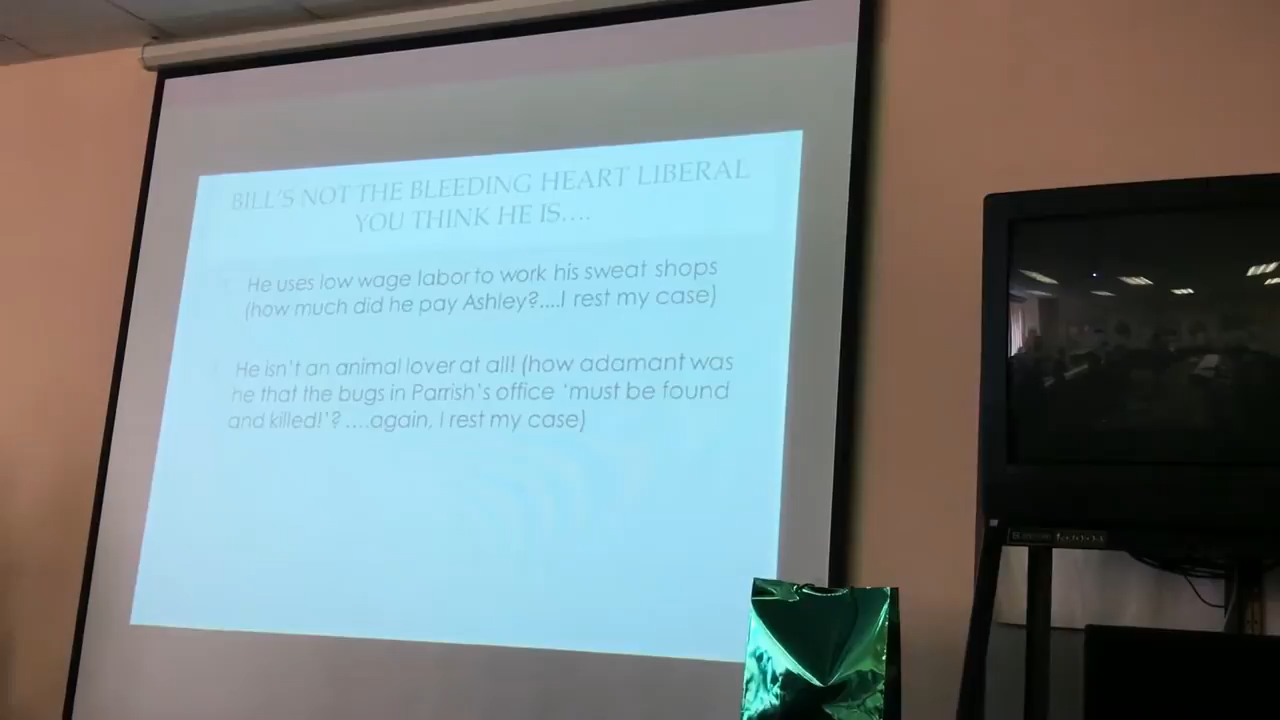 BILL'S NOT THE BLEEDING HEART LIBERAL
YOU THINK HE IS....
He uses low wage labor to work his sweat shops
(how much did he pay Ashley?....I rest my case)
He isn't an animal lover at all! (how adamant was
he that the bugs in Parrish's office 'must be found
and killed!'? ....again, I rest my case)